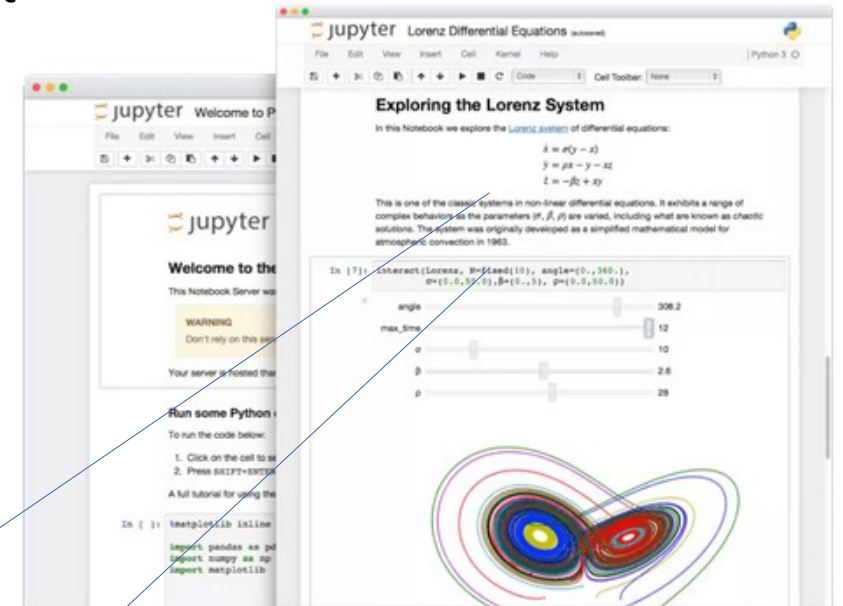 jupyter Lorenz Differential Equations (autosaved)
File Edit View Insert Cell Kernel Help Python 3 O
Code Cell Toolbar: None
Exploring the Lorenz System
In this Notebook we explore the Lorenz system of differential equations:
ẋ = σ(y − x)
ẏ = ρx − y − xz
ż = −βz + xy
This is one of the classic systems in non-linear differential equations. It exhibits a range of
complex behaviors as the parameters (σ, β, ρ) are varied, including what are known as chaotic
solutions. The system was originally developed as a simplified mathematical model for
atmospheric convection in 1963.
In [7]: interact(Lorenz, N=fixed(10), angle=(0.,360.),
σ=(0.0,50.0),β=(0.,5), ρ=(0.0,50.0))
angle 308.2
max_time 12
σ 10
β 2.6
ρ 28
jupyter Welcome to P
File Edit View Insert Cell
jupyter
Welcome to the
This Notebook Server was
WARNING
Don't rely on this serv
Your server is hosted than
Run some Python
To run the code below:
1. Click on the cell to se
2. Press SHIFT+ENTER
A full tutorial for using the
In [ ]: %matplotlib inline
import pandas as pd
import numpy as np
import matplotlib